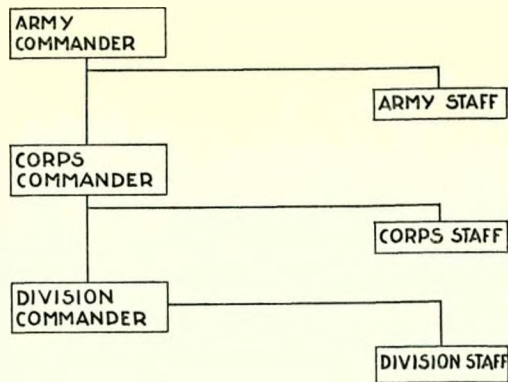 ARMY
COMMANDER
ARMY STAFF
CORPS
COMMANDER
CORPS STAFF
DIVISION
COMMANDER
DIVISION STAFF